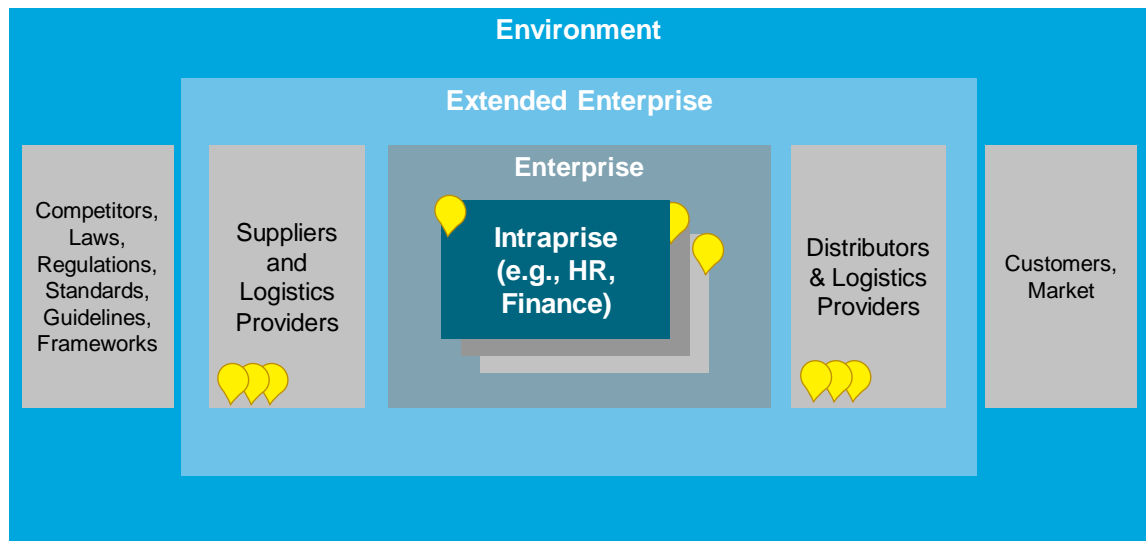 Environment
Extended Enterprise
Enterprise
Competitors,
Laws,
Regulations,
Standards,
Guidelines,
Frameworks
Suppliers
and
Logistics
Providers
Intraprise
(e.g., HR,
Finance)
Distributors
& Logistics
Providers
Customers,
Market